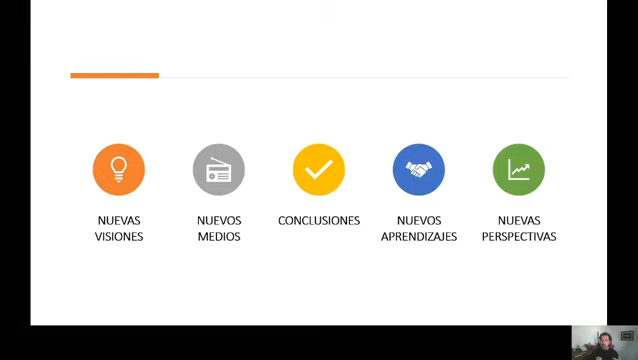 NUEVAS
VISIONES
NUEVOS
MEDIOS
CONCLUSIONES
NUEVOS
APRENDIZAJES
NUEVAS
PERSPECTIVAS